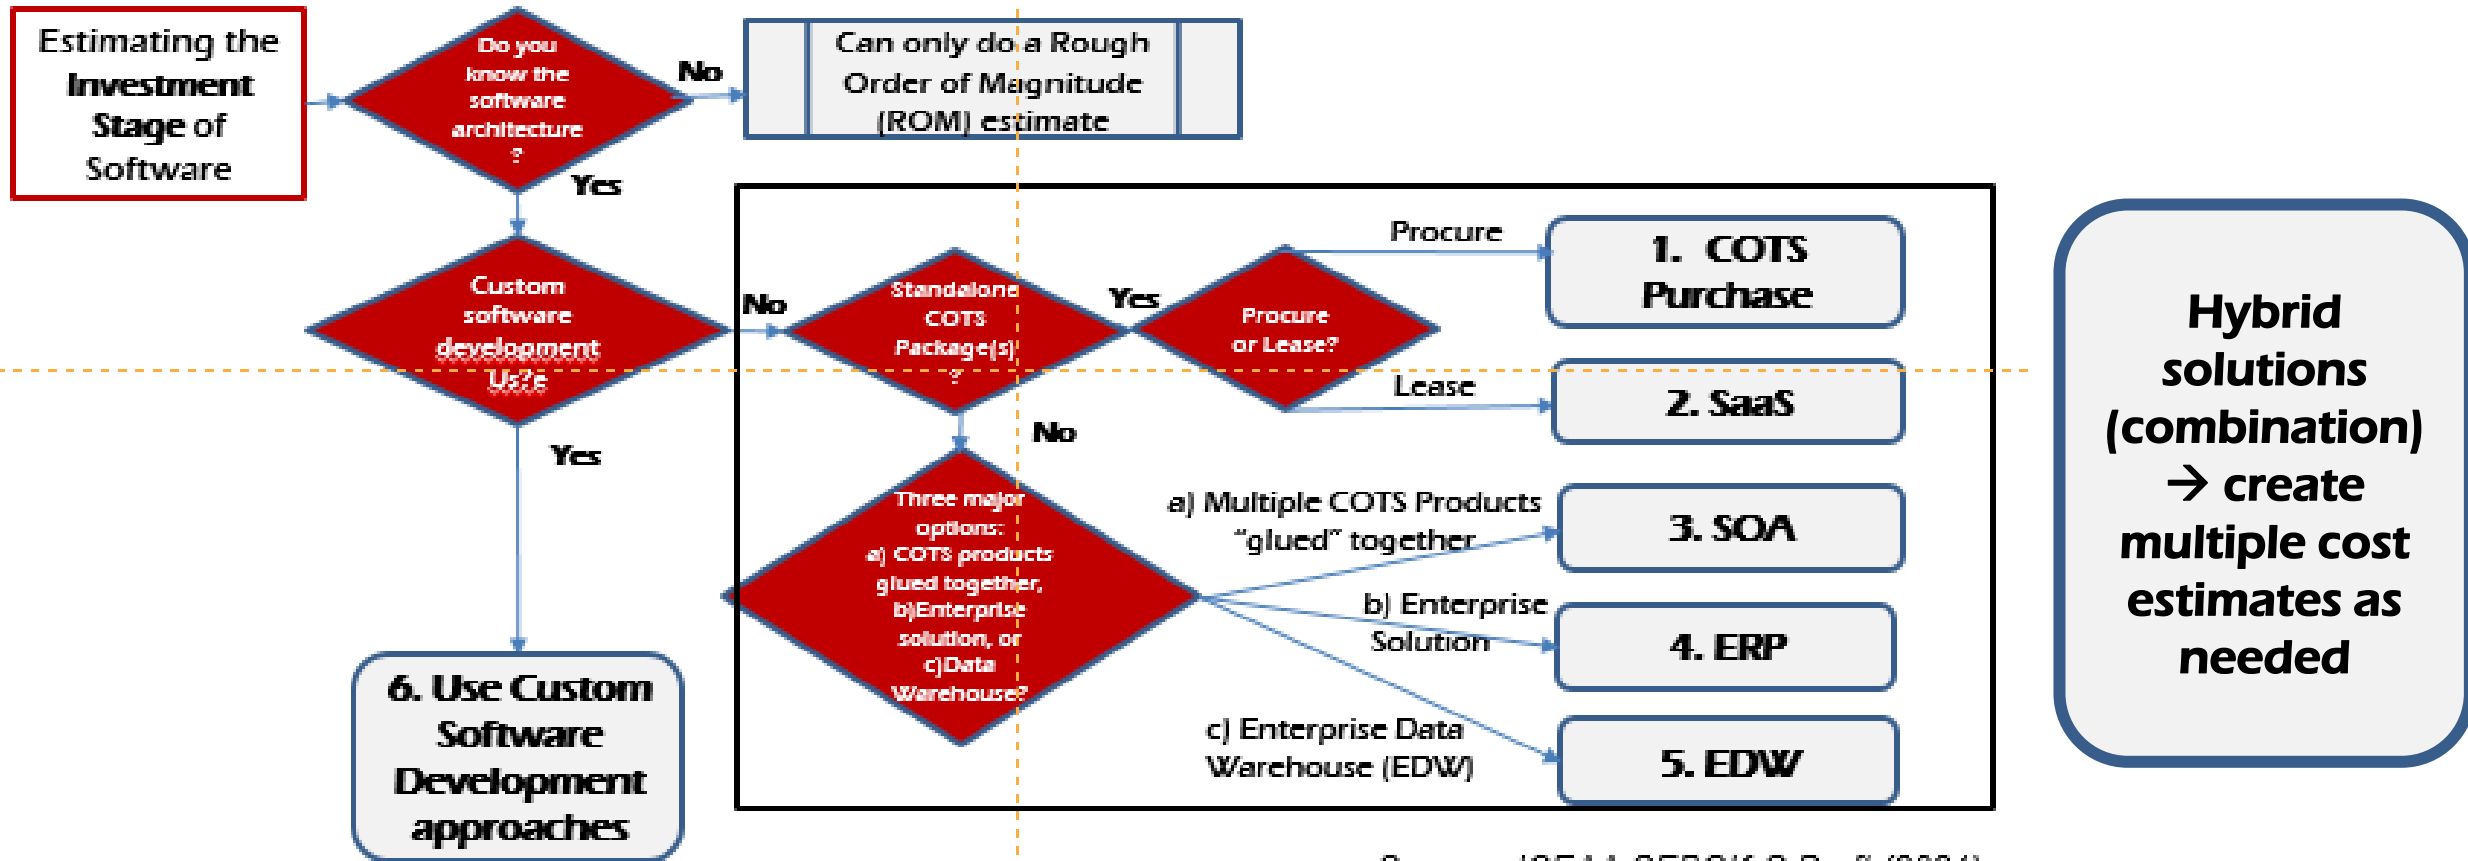 Estimating the
Investment
Stage of
Software
Do you
know the
software
architecture
?
No
Can only do a Rough
Order of Magnitude
(ROM) estimate
Yes
Custom
software
development
Us?e
No
Standalone
COTS
Package(s)
?
Yes
Procure
or Lease?
Procure
1. COTS
Purchase
Lease
2. SaaS
No
Three major
options:
a) COTS products
glued together,
b)Enterprise
solution, or
c)Data
Warehouse?
a) Multiple COTS Products
“glued” together
3. SOA
b) Enterprise
Solution
4. ERP
c) Enterprise Data
Warehouse (EDW)
5. EDW
Yes
6. Use Custom
Software
Development
approaches
Hybrid
solutions
(combination)
→ create
multiple cost
estimates as
needed